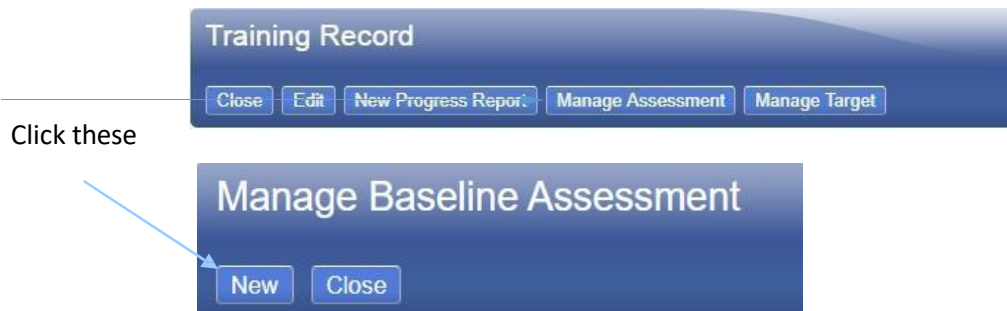 Training Record
Close Edit New Progress Report Manage Assessment Manage Target
Click these
Manage Baseline Assessment
New Close